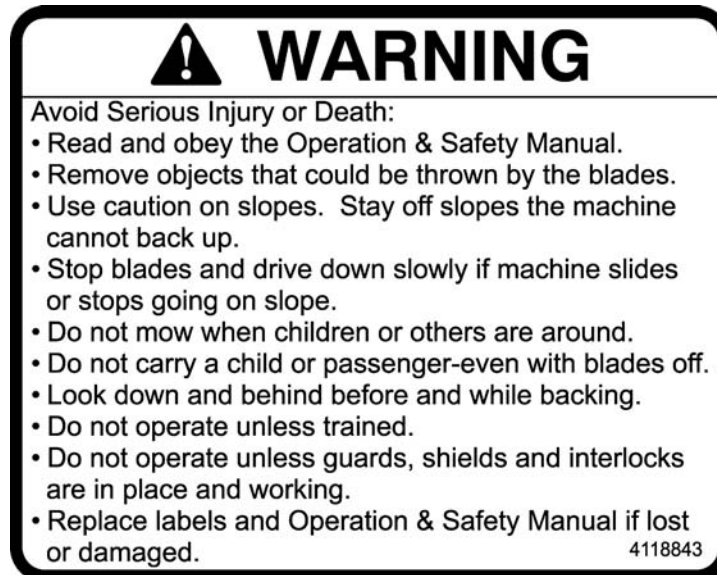 WARNING
Avoid Serious Injury or Death:
• Read and obey the Operation & Safety Manual.
• Remove objects that could be thrown by the blades.
• Use caution on slopes.  Stay off slopes the machine
cannot back up.
• Stop blades and drive down slowly if machine slides
or stops going on slope.
• Do not mow when children or others are around.
• Do not carry a child or passenger-even with blades off.
• Look down and behind before and while backing.
• Do not operate unless trained.
• Do not operate unless guards, shields and interlocks
are in place and working.
• Replace labels and Operation & Safety Manual if lost
or damaged. 4118843